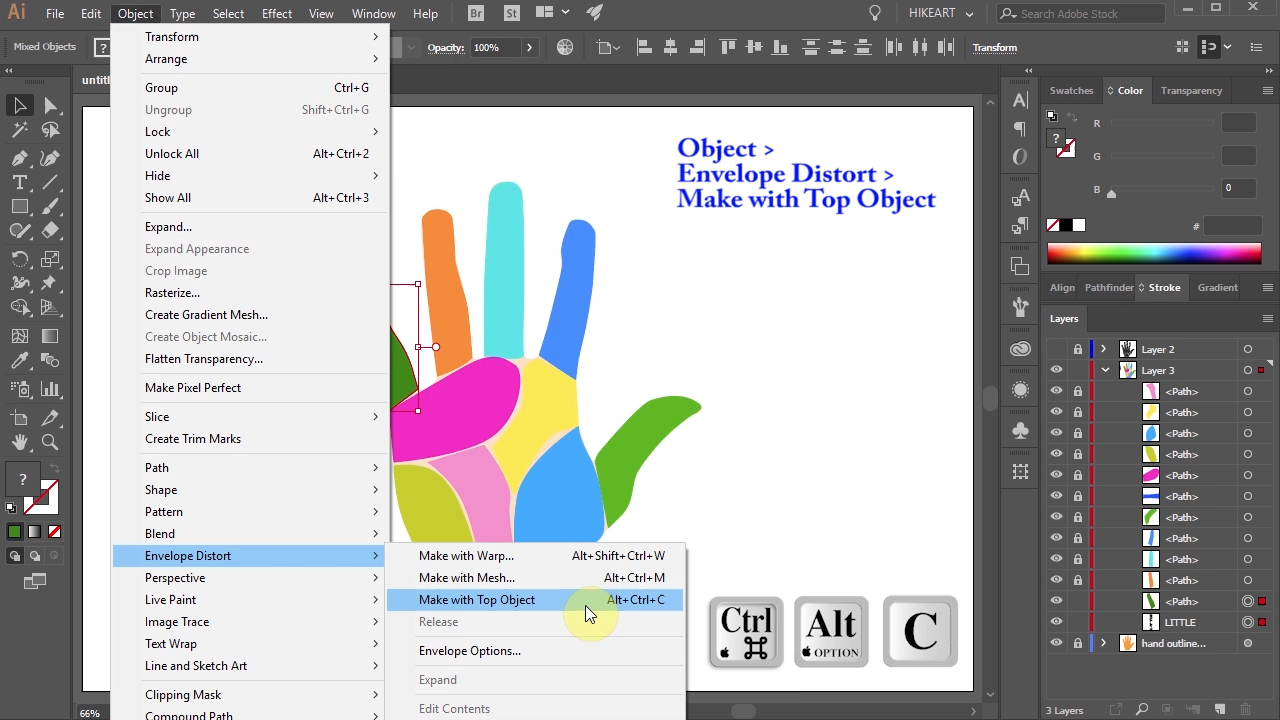 Ai File Edit Object Type Select Effect View Window Help Br St HIKEART Search Adobe Stock
Mixed Objects ? Opacity: 100% Transform
Transform
Arrange
Group Ctrl+G
Ungroup Shift+Ctrl+G
Lock
Unlock All Alt+Ctrl+2
Hide
Show All Alt+Ctrl+3
Expand...
Expand Appearance
Crop Image
Rasterize...
Create Gradient Mesh...
Create Object Mosaic...
Flatten Transparency...
Make Pixel Perfect
Slice
Create Trim Marks
Path
Shape
Pattern
Blend
Envelope Distort
Perspective
Live Paint
Image Trace
Text Wrap
Line and Sketch Art
Clipping Mask
Compound Path
Make with Warp... Alt+Shift+Ctrl+W
Make with Mesh... Alt+Ctrl+M
Make with Top Object Alt+Ctrl+C
Release
Envelope Options...
Expand
Edit Contents
untitl
66%
?
Object >
Envelope Distort >
Make with Top Object
Ctrl
Alt
OPTION
C
Swatches Color Transparency
?
R
G
B 0
#
Align Pathfinder Stroke Gradient
Layers
Layer 2
Layer 3
<Path>
<Path>
<Path>
<Path>
<Path>
<Path>
<Path>
<Path>
<Path>
<Path>
<Path>
LITTLE
hand outline...
3 Layers